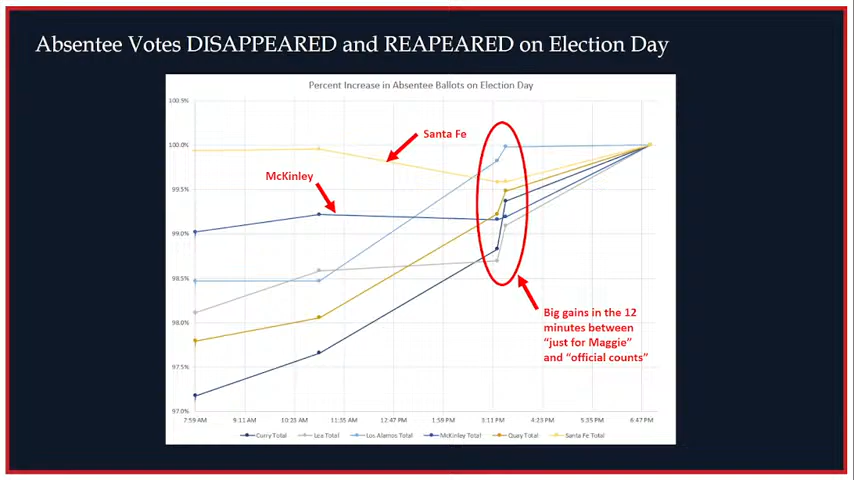 Absentee Votes DISAPPEARED and REAPEARED on Election Day
Percent Increase in Absentee Ballots on Election Day
100.5%
100.0%
99.5%
99.0%
98.5%
98.0%
97.5%
97.0%
Santa Fe
McKinley
Big gains in the 12
minutes between
"just for Maggie"
and "official counts"
7:59 AM 9:11 AM 10:23 AM 11:35 AM 12:47 PM 1:59 PM 3:11 PM 4:23 PM 5:35 PM 6:47 PM
Curry Total Lea Total Los Alamos Total McKinley Total Quay Total Santa Fe Total